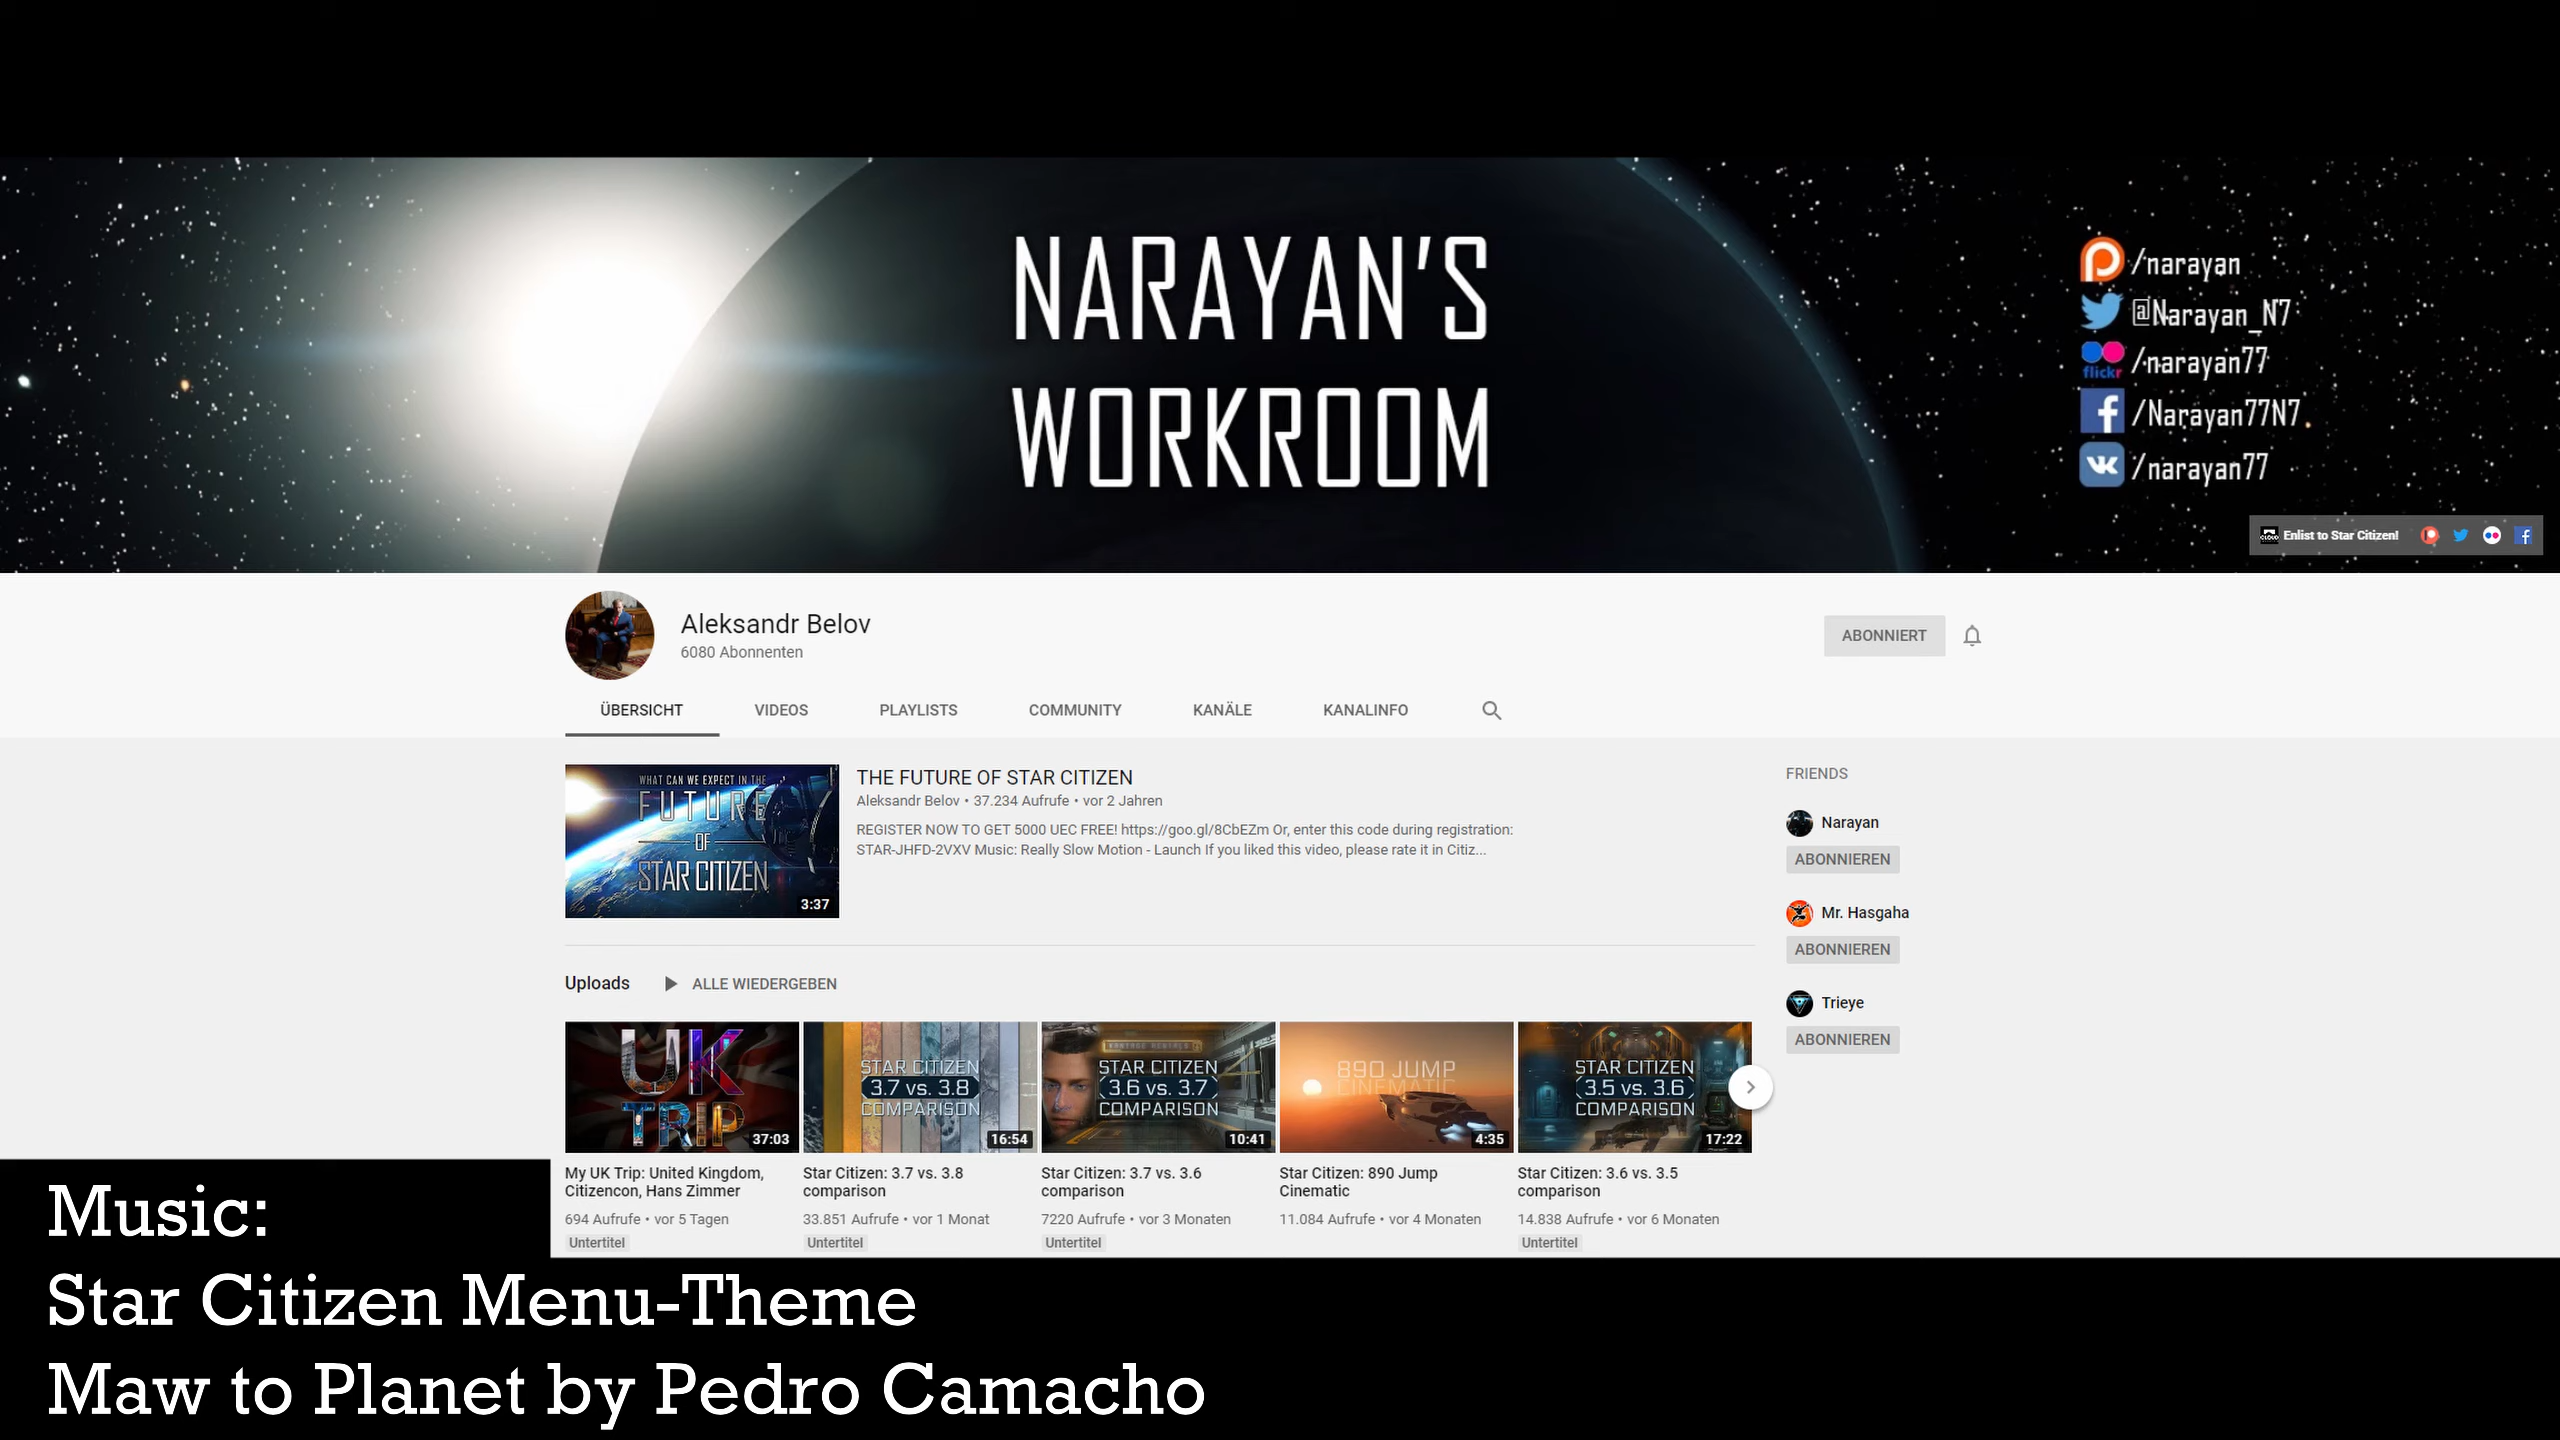 NARAYAN'S
WORKROOM
/narayan
@Narayan_N7
flickr /narayan77
/Narayan77N7
/narayan77
Enlist to Star Citizen!
Aleksandr Belov
6080 Abonnenten
ABONNIERT
ÜBERSICHT VIDEOS PLAYLISTS COMMUNITY KANÄLE KANALINFO
WHAT CAN WE EXPECT IN THE
FUTURE
OF
STAR CITIZEN
3:37
THE FUTURE OF STAR CITIZEN
Aleksandr Belov • 37.234 Aufrufe • vor 2 Jahren
REGISTER NOW TO GET 5000 UEC FREE! https://goo.gl/8CbEZm Or, enter this code during registration:
STAR-JHFD-2VXV Music: Really Slow Motion - Launch If you liked this video, please rate it in Citiz...
FRIENDS
Narayan
ABONNIEREN
Mr. Hasgaha
ABONNIEREN
Trieye
ABONNIEREN
Uploads ALLE WIEDERGEBEN
UK
TRIP
37:03
My UK Trip: United Kingdom,
Citizencon, Hans Zimmer
694 Aufrufe • vor 5 Tagen
Untertitel
STAR CITIZEN
3.7 vs. 3.8
COMPARISON
16:54
Star Citizen: 3.7 vs. 3.8
comparison
33.851 Aufrufe • vor 1 Monat
Untertitel
STAR CITIZEN
3.6 vs. 3.7
COMPARISON
10:41
Star Citizen: 3.7 vs. 3.6
comparison
7220 Aufrufe • vor 3 Monaten
Untertitel
890 JUMP
CINEMATIC
4:35
Star Citizen: 890 Jump
Cinematic
11.084 Aufrufe • vor 4 Monaten
STAR CITIZEN
3.5 vs. 3.6
COMPARISON
17:22
Star Citizen: 3.6 vs. 3.5
comparison
14.838 Aufrufe • vor 6 Monaten
Untertitel
Music:
Star Citizen Menu-Theme
Maw to Planet by Pedro Camacho